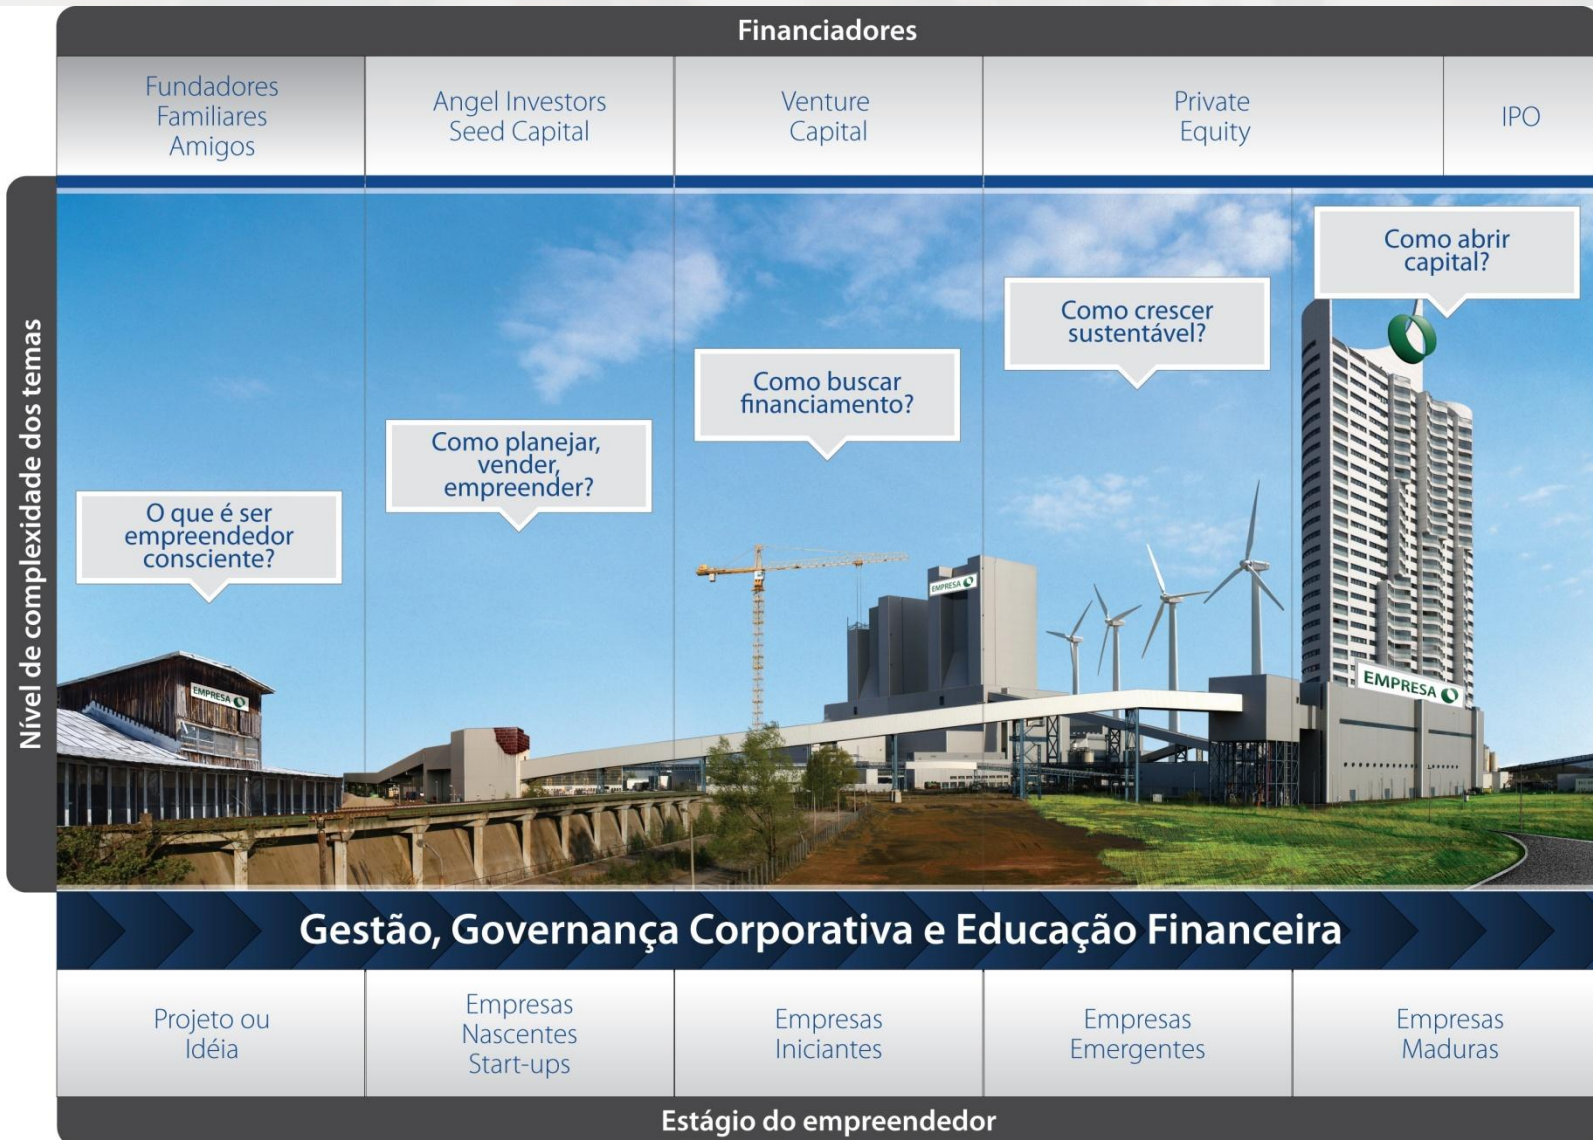 Financiadores
Fundadores
Familiares
Amigos
Angel Investors
Seed Capital
Venture
Capital
Private
Equity
IPO
Nível de complexidade dos temas
O que é ser
empreendedor
consciente?
Como planejar,
vender,
empreender?
Como buscar
financiamento?
Como crescer
sustentável?
Como abrir
capital?
EMPRESA
EMPRESA
EMPRESA
Gestão, Governança Corporativa e Educação Financeira
Projeto ou
Idéia
Empresas
Nascentes
Start-ups
Empresas
Iniciantes
Empresas
Emergentes
Empresas
Maduras
Estágio do empreendedor